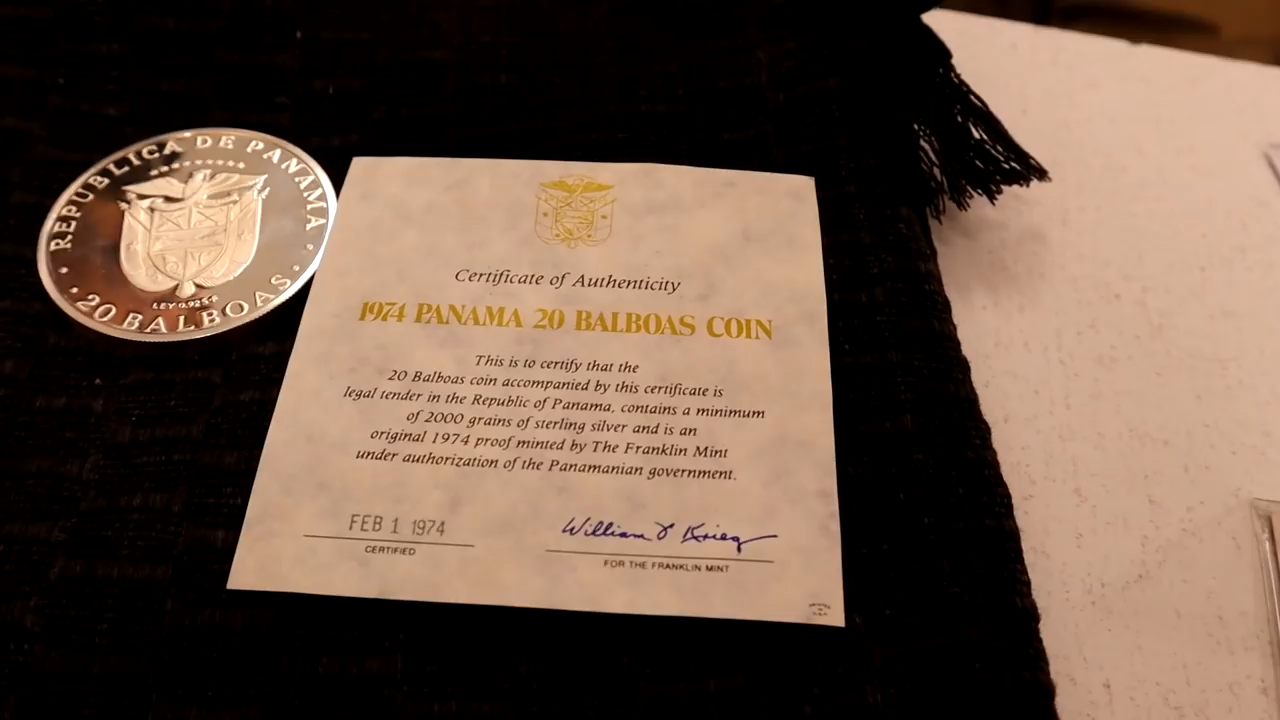 REPUBLICA DE PANAMA
LEY 0.925
20 BALBOAS
Certificate of Authenticity
1974 PANAMA 20 BALBOAS COIN
This is to certify that the
20 Balboas coin accompanied by this certificate is
legal tender in the Republic of Panama, contains a minimum
of 2000 grains of sterling silver and is an
original 1974 proof minted by The Franklin Mint
under authorization of the Panamanian government.
FEB 1 1974
CERTIFIED
William J Krieg
FOR THE FRANKLIN MINT